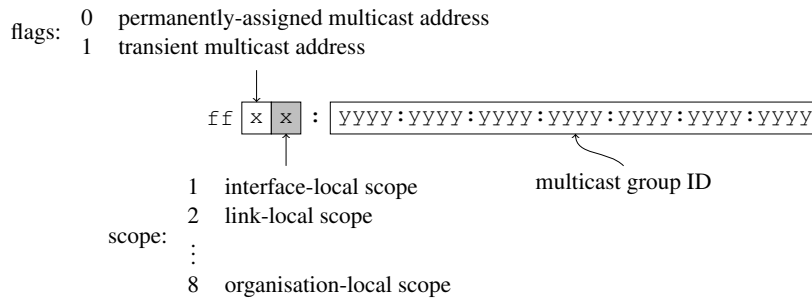 flags: 0 permanently-assigned multicast address
1 transient multicast address
ff x x : yyyy:yyyy:yyyy:yyyy:yyyy:yyyy:yyyy
1 interface-local scope
multicast group ID
2 link-local scope
scope:
⋮
8 organisation-local scope